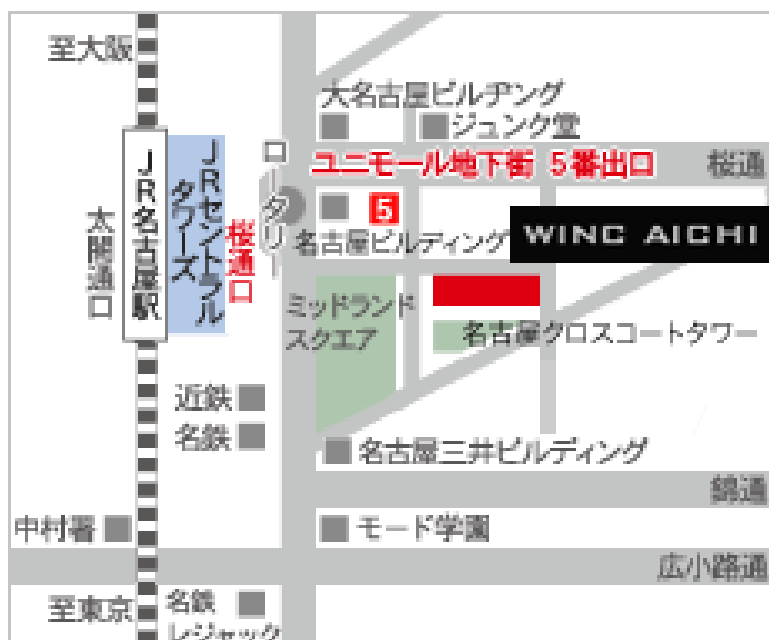 至大阪
大名古屋ビルヂング
ジュンク堂
ユニモール地下街 5番出口
桜通
ロータリー
JRセントラル
タワーズ
JR名古屋駅
太閤通口
桜通口
5
名古屋ビルディング
WINC AICHI
ミッドランド
スクエア
名古屋クロスコートタワー
近鉄
名鉄
名古屋三井ビルディング
錦通
中村署
モード学園
広小路通
至東京
名鉄
レジャック